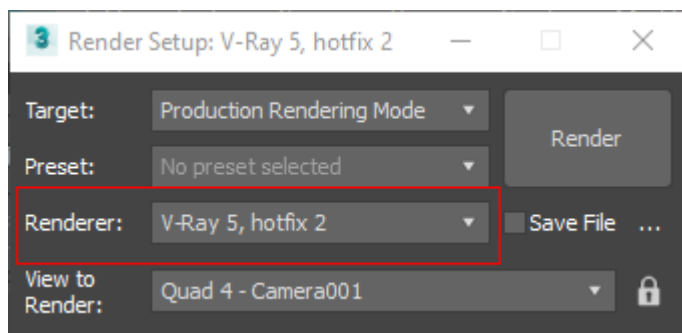 3 Render Setup: V-Ray 5, hotfix 2
Target: Production Rendering Mode
Render
Preset: No preset selected
Renderer: V-Ray 5, hotfix 2 Save File ...
View to
Render: Quad 4 - Camera001